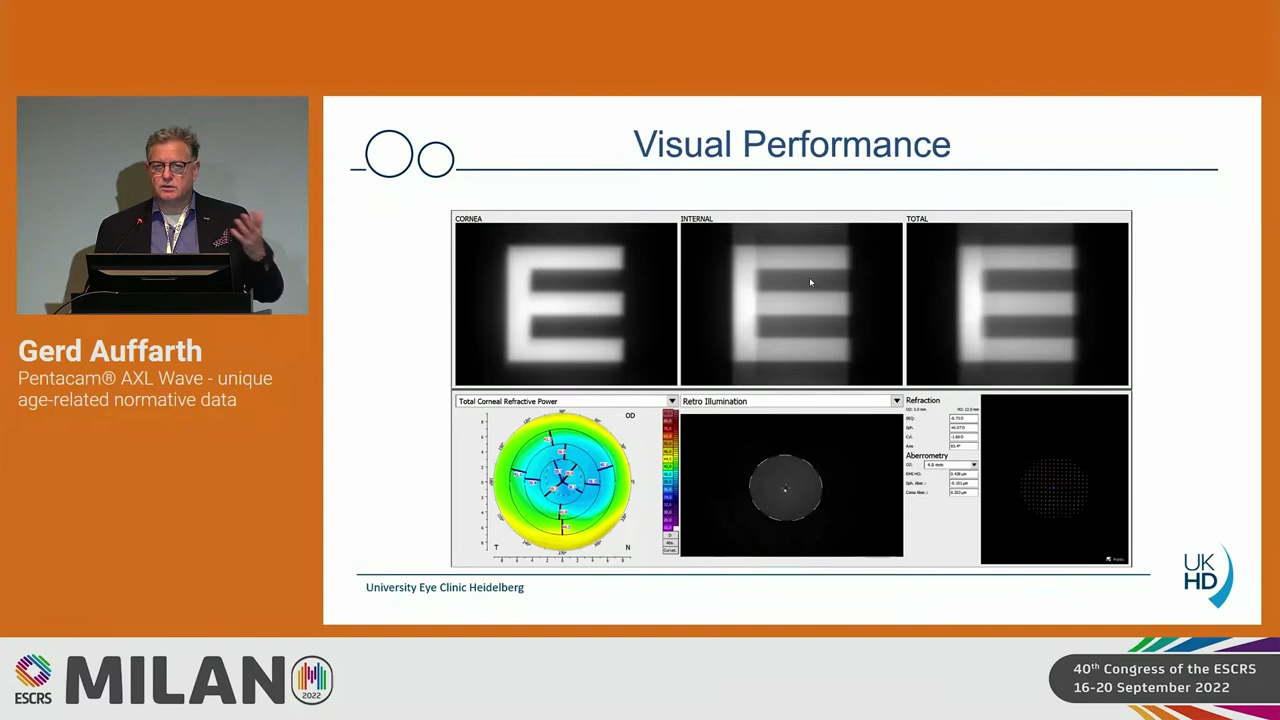 Visual Performance
CORNEA
INTERNAL
TOTAL
E
E
E
Total Corneal Refractive Power
Retro Illumination
OD
T
N
Refraction
Aberrometry
University Eye Clinic Heidelberg
UK
HD
Gerd Auffarth
Pentacam® AXL Wave - unique
age-related normative data
ESCRS
MILANO
2022
40th Congress of the ESCRS
16-20 September 2022